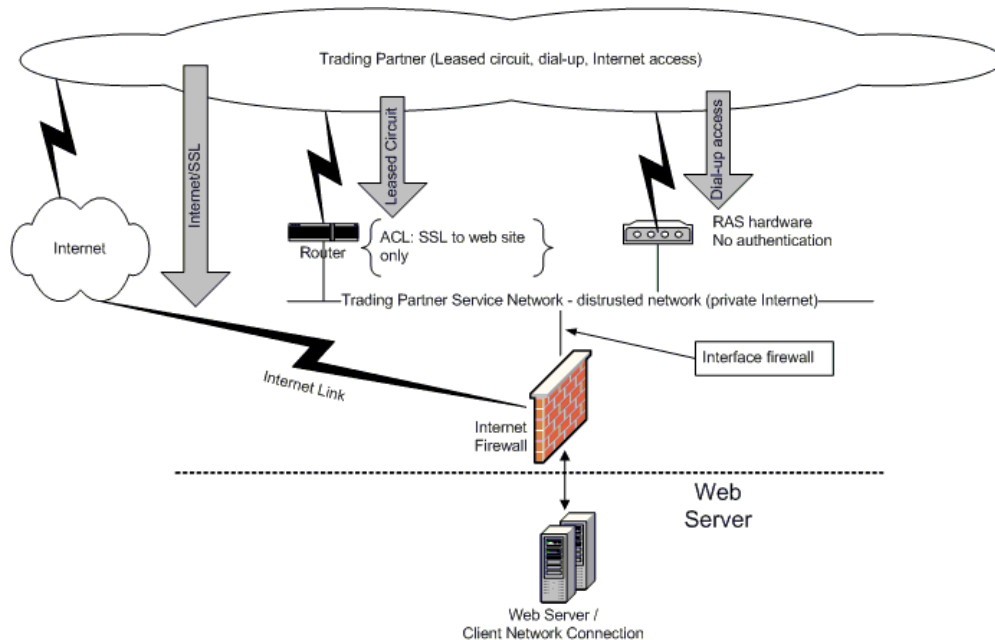 Trading Partner (Leased circuit, dial-up, Internet access)
Internet/SSL
Leased Circuit
Dial-up access
Internet
Router
ACL: SSL to web site
only
RAS hardware
No authentication
Trading Partner Service Network - distrusted network (private Internet)
Interface firewall
Internet Link
Internet
Firewall
Web
Server
Web Server /
Client Network Connection